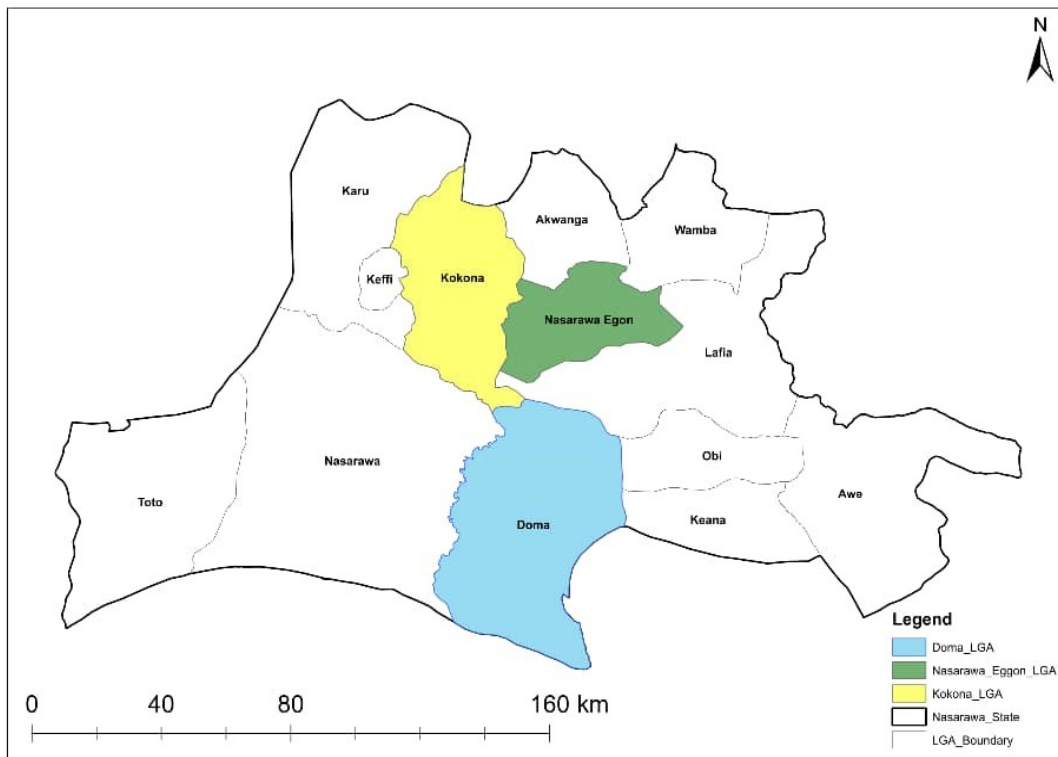 N
Karu
Akwanga
Wamba
Keffi
Kokona
Nasarawa Egon
Lafia
Nasarawa
Obi
Toto
Awe
Doma
Keana
Legend
Doma_LGA
Nasarawa_Eggon_LGA
Kokona_LGA
Nasarawa_State
LGA_Boundary
0 40 80 160 km